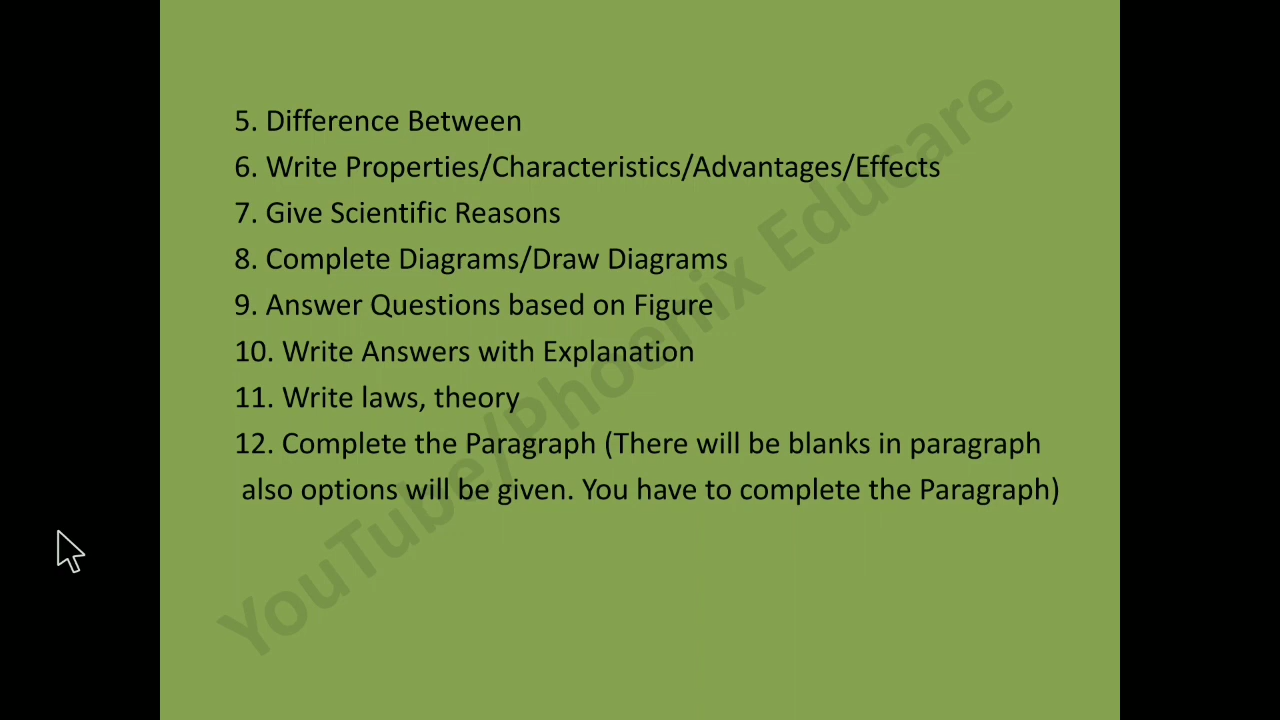 5. Difference Between
6. Write Properties/Characteristics/Advantages/Effects
7. Give Scientific Reasons
8. Complete Diagrams/Draw Diagrams
9. Answer Questions based on Figure
10. Write Answers with Explanation
11. Write laws, theory
12. Complete the Paragraph (There will be blanks in paragraph
also options will be given. You have to complete the Paragraph)
YouTube/Phoenix Educare